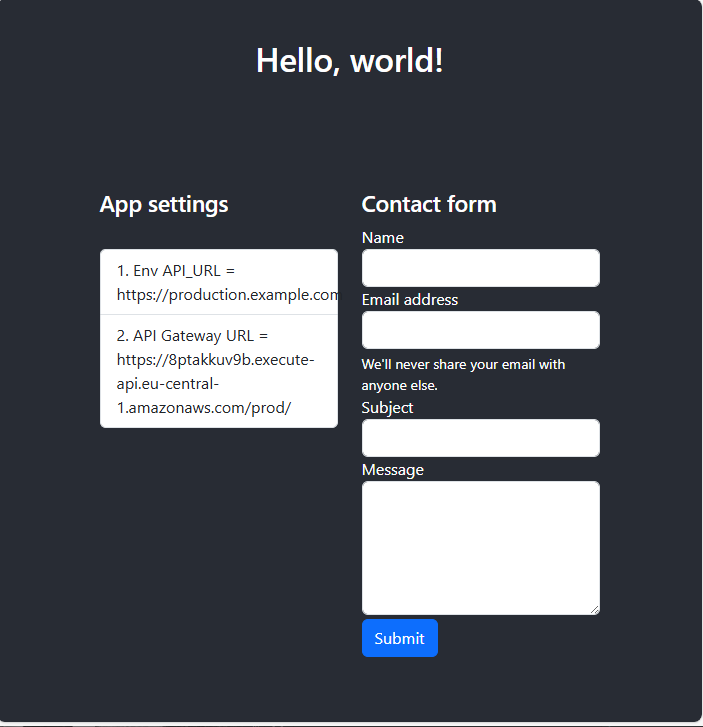 Hello, world!
App settings
1. Env API_URL =
https://production.example.com
2. API Gateway URL =
https://8ptakkuv9b.execute-
api.eu-central-
1.amazonaws.com/prod/
Contact form
Name
Email address
We'll never share your email with
anyone else.
Subject
Message
Submit